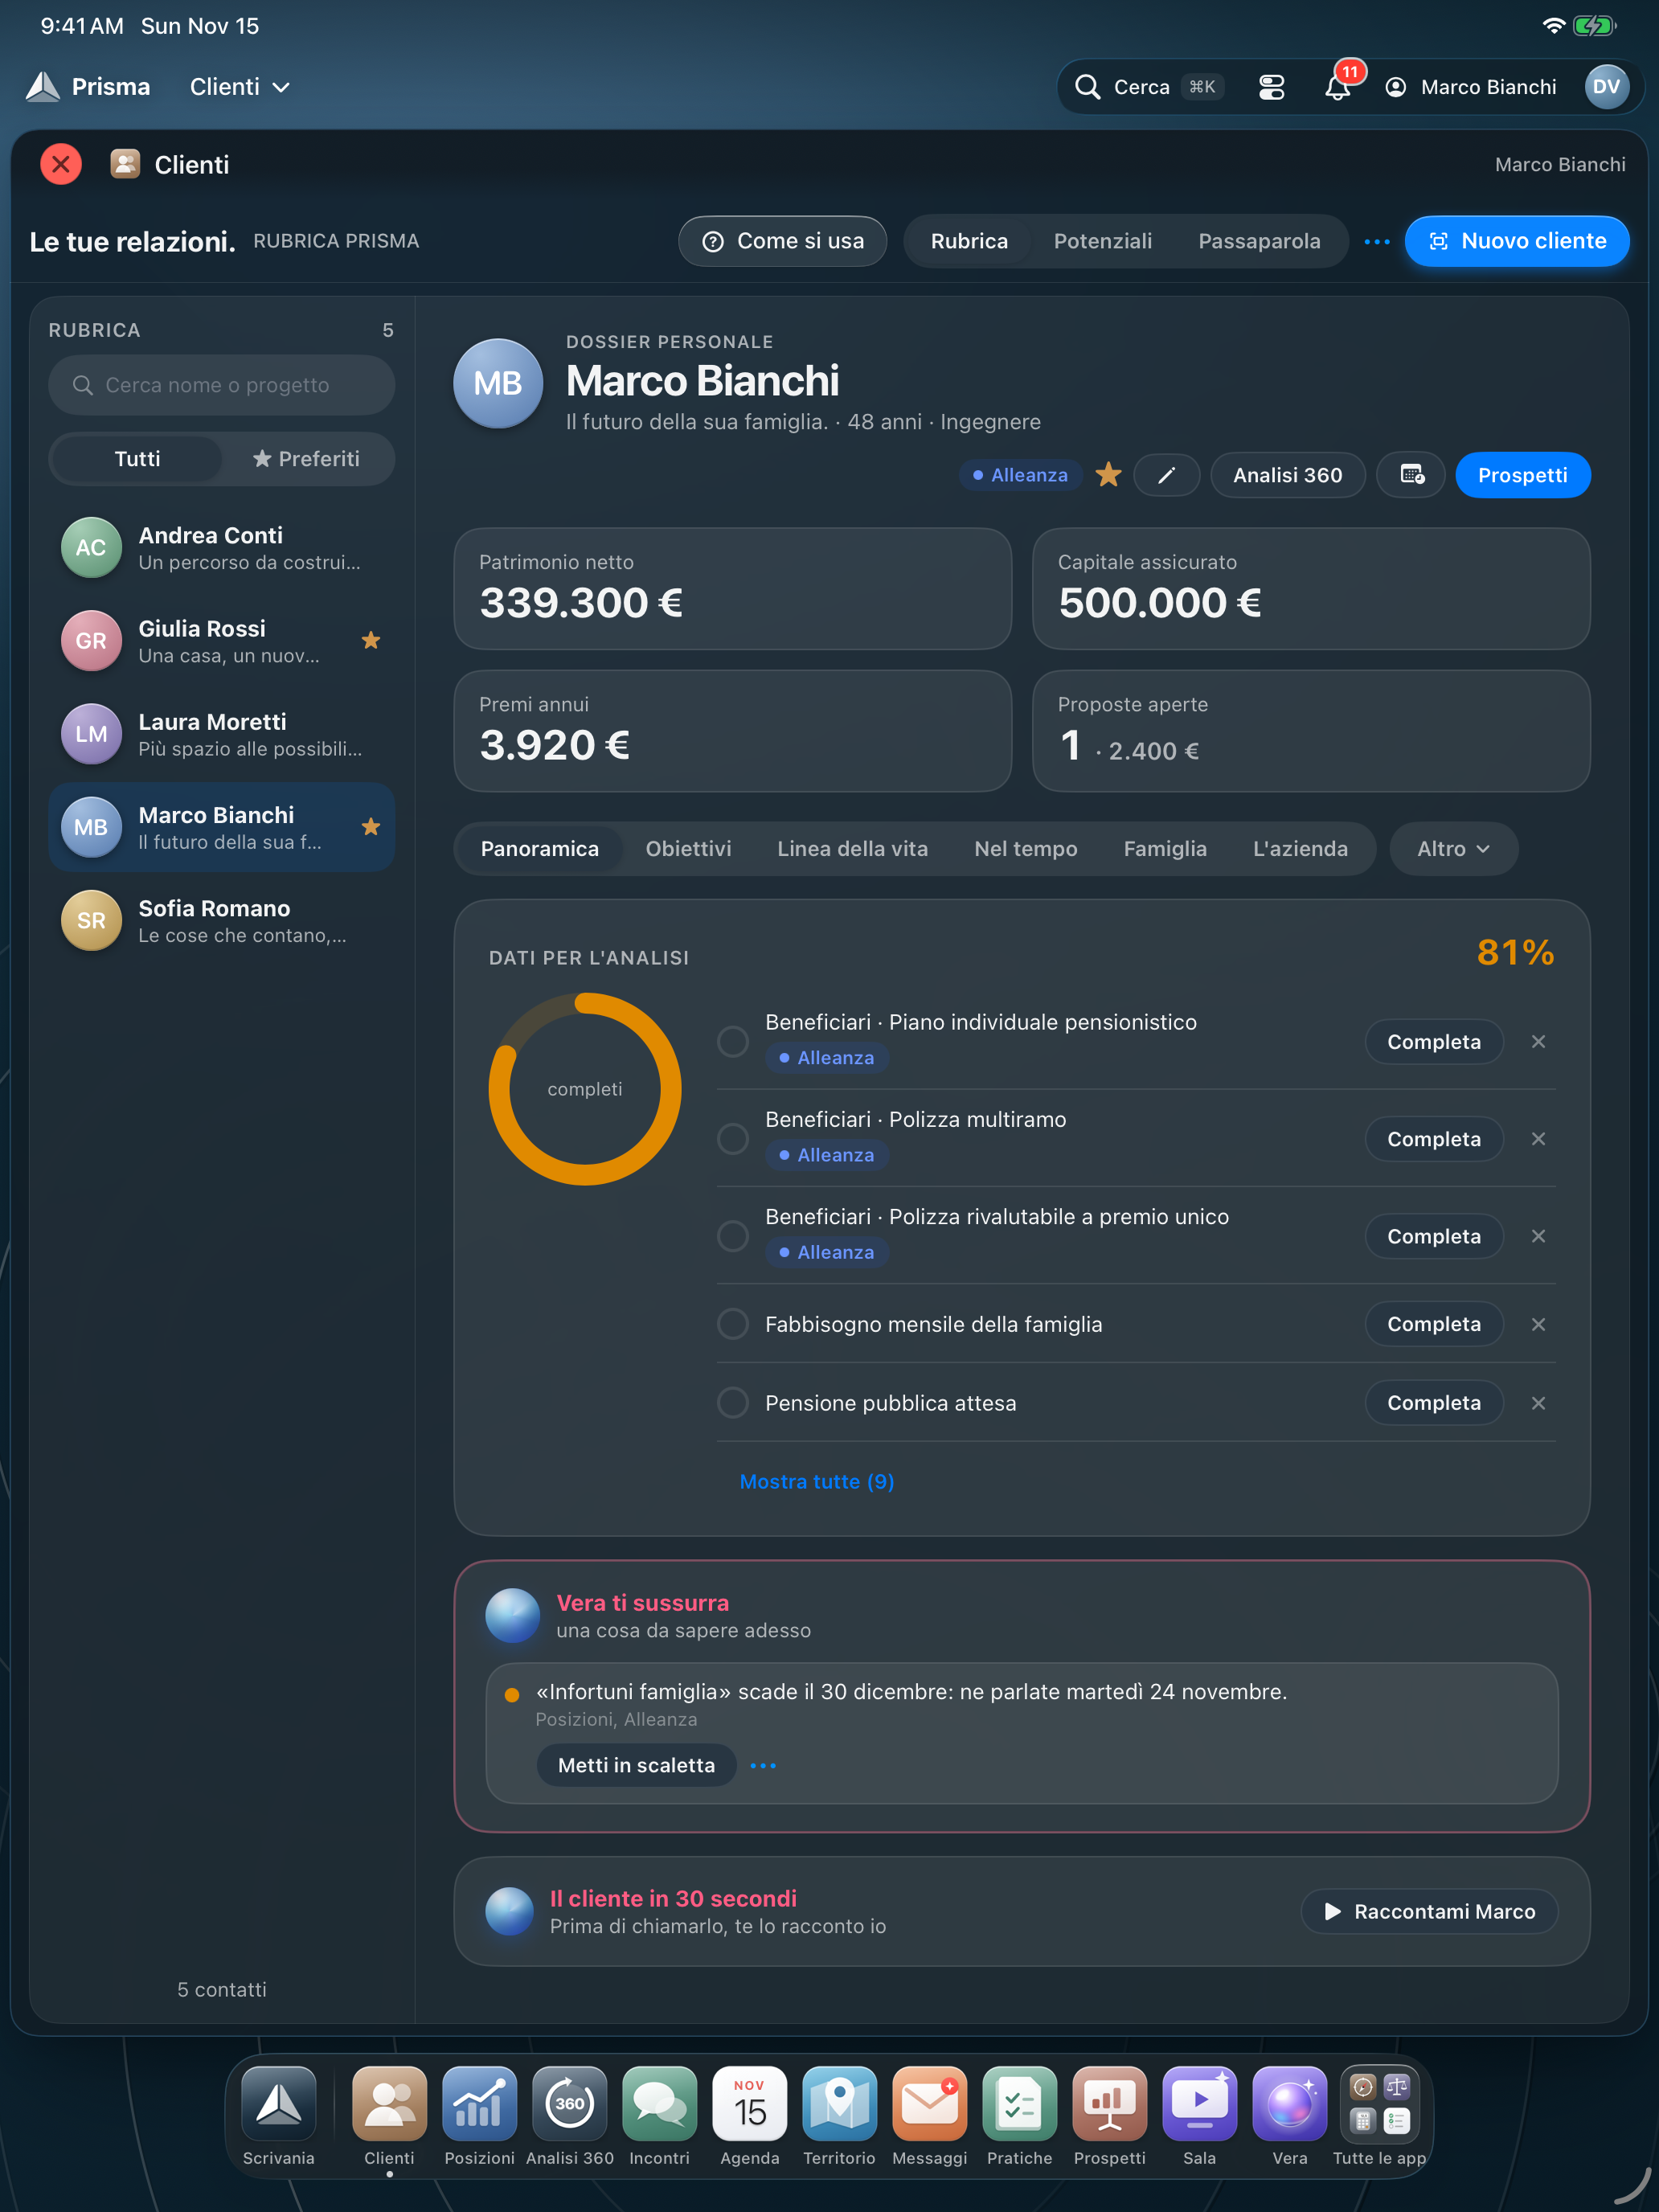 9:41 AM Sun Nov 15
Prisma
Clienti
Cerca ⌘K
11
Marco Bianchi
DV
Clienti
Marco Bianchi
Le tue relazioni. RUBRICA PRISMA
Come si usa
Rubrica
Potenziali
Passaparola
Nuovo cliente
RUBRICA 5
Cerca nome o progetto
Tutti
Preferiti
AC
Andrea Conti
Un percorso da costrui...
GR
Giulia Rossi
Una casa, un nuov...
LM
Laura Moretti
Più spazio alle possibili...
MB
Marco Bianchi
Il futuro della sua f...
SR
Sofia Romano
Le cose che contano,...
5 contatti
MB
DOSSIER PERSONALE
Marco Bianchi
Il futuro della sua famiglia. · 48 anni · Ingegnere
Alleanza
Analisi 360
Prospetti
Patrimonio netto
339.300 €
Capitale assicurato
500.000 €
Premi annui
3.920 €
Proposte aperte
1 · 2.400 €
Panoramica
Obiettivi
Linea della vita
Nel tempo
Famiglia
L'azienda
Altro
DATI PER L'ANALISI
81%
completi
Beneficiari · Piano individuale pensionistico
Alleanza
Completa
Beneficiari · Polizza multiramo
Alleanza
Completa
Beneficiari · Polizza rivalutabile a premio unico
Alleanza
Completa
Fabbisogno mensile della famiglia
Completa
Pensione pubblica attesa
Completa
Mostra tutte (9)
Vera ti sussurra
una cosa da sapere adesso
«Infortuni famiglia» scade il 30 dicembre: ne parlate martedì 24 novembre.
Posizioni, Alleanza
Metti in scaletta
Il cliente in 30 secondi
Prima di chiamarlo, te lo racconto io
Raccontami Marco
360
NOV
15
Scrivania
Clienti
Posizioni
Analisi 360
Incontri
Agenda
Territorio
Messaggi
Pratiche
Prospetti
Sala
Vera
Tutte le app